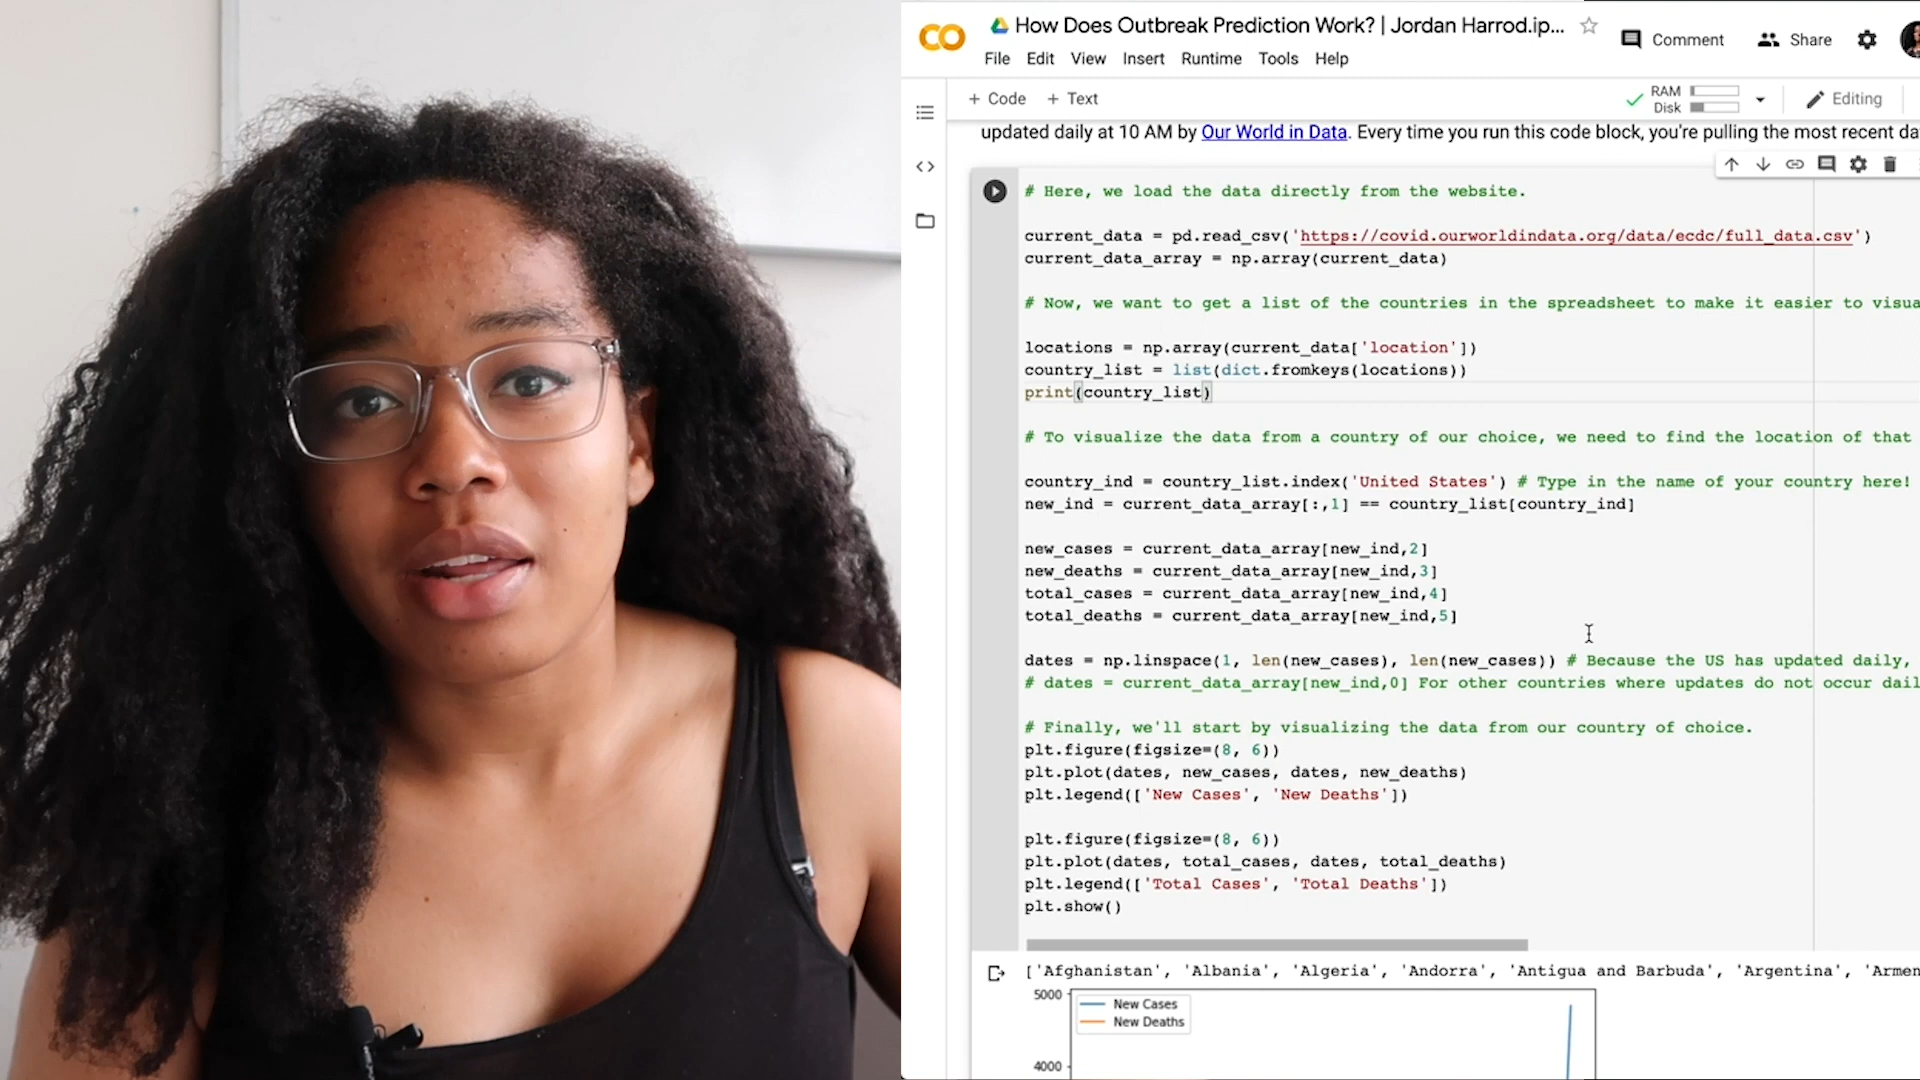 How Does Outbreak Prediction Work? | Jordan Harrod.ip...
Comment
Share
File Edit View Insert Runtime Tools Help
+ Code + Text
RAM
Disk
Editing
updated daily at 10 AM by Our World in Data. Every time you run this code block, you're pulling the most recent da
# Here, we load the data directly from the website.
current_data = pd.read_csv('https://covid.ourworldindata.org/data/ecdc/full_data.csv')
current_data_array = np.array(current_data)
# Now, we want to get a list of the countries in the spreadsheet to make it easier to visua
locations = np.array(current_data['location'])
country_list = list(dict.fromkeys(locations))
print(country_list)
# To visualize the data from a country of our choice, we need to find the location of that
country_ind = country_list.index('United States') # Type in the name of your country here!
new_ind = current_data_array[:,1] == country_list[country_ind]
new_cases = current_data_array[new_ind,2]
new_deaths = current_data_array[new_ind,3]
total_cases = current_data_array[new_ind,4]
total_deaths = current_data_array[new_ind,5]
dates = np.linspace(1, len(new_cases), len(new_cases)) # Because the US has updated daily,
# dates = current_data_array[new_ind,0] For other countries where updates do not occur dail
# Finally, we'll start by visualizing the data from our country of choice.
plt.figure(figsize=(8, 6))
plt.plot(dates, new_cases, dates, new_deaths)
plt.legend(['New Cases', 'New Deaths'])
plt.figure(figsize=(8, 6))
plt.plot(dates, total_cases, dates, total_deaths)
plt.legend(['Total Cases', 'Total Deaths'])
plt.show()
['Afghanistan', 'Albania', 'Algeria', 'Andorra', 'Antigua and Barbuda', 'Argentina', 'Armen
5000
New Cases
New Deaths
4000